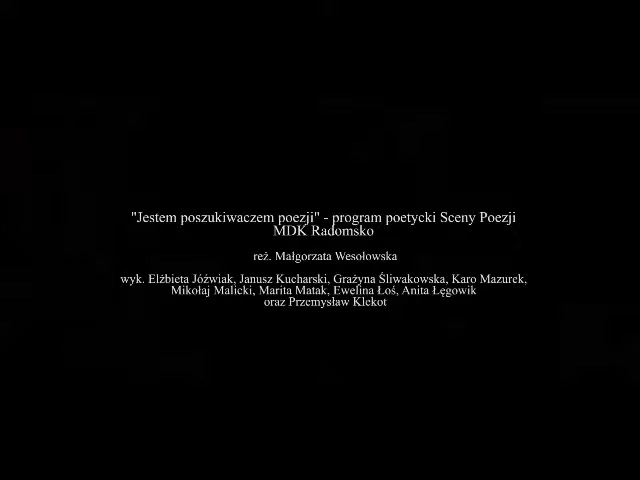 "Jestem poszukiwaczem poezji" - program poetycki Sceny Poezji
MDK Radomsko
reż. Małgorzata Wesołowska
wyk. Elżbieta Jóźwiak, Janusz Kucharski, Grażyna Śliwakowska, Karo Mazurek,
Mikołaj Malicki, Marita Matak, Ewelina Łoś, Anita Łęgowik
oraz Przemysław Klekot